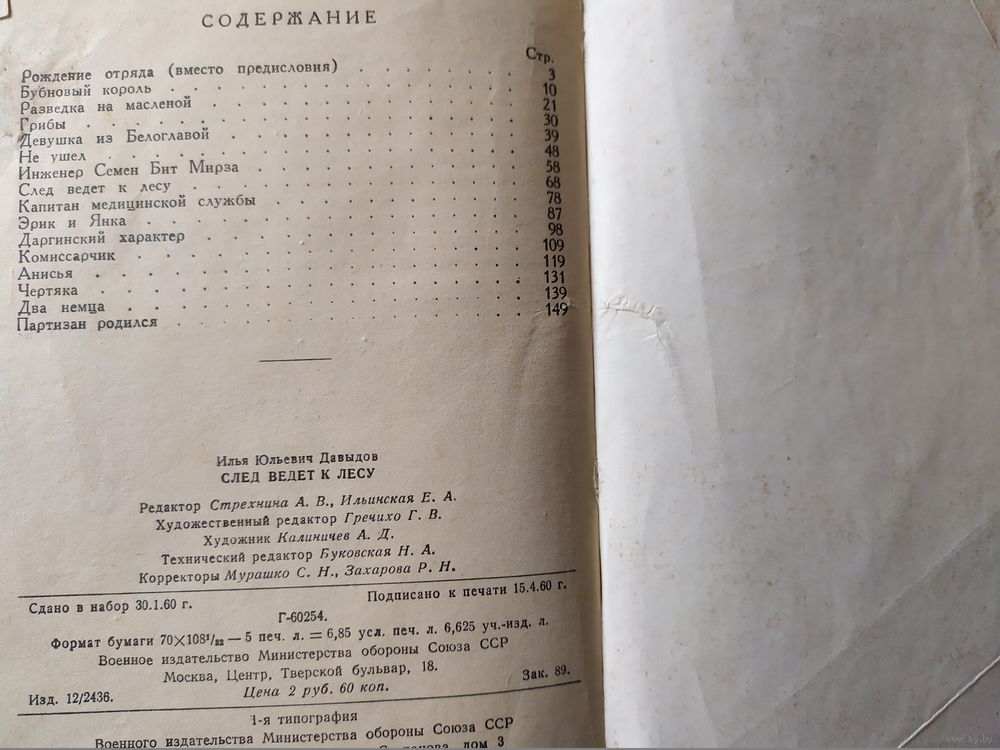 СОДЕРЖАНИЕ
Стр.
Рождение отряда (вместо предисловия) 3
Бубновый король 10
Разведка на масленой 21
Грибы 30
Девушка из Белоглавой 39
Не ушел 48
Инженер Семен Бит Мирза 58
След ведет к лесу 68
Капитан медицинской службы 78
Эрик и Янка 87
Даргинский характер 98
Комиссарчик 109
Анисья 119
Чертяка 131
Два немца 139
Партизан родился 149
Илья Юльевич Давыдов
СЛЕД ВЕДЕТ К ЛЕСУ
Редактор Стрехнина А. В., Ильинская Е. А.
Художественный редактор Гречихо Г. В.
Художник Калиничев А. Д.
Технический редактор Буковская Н. А.
Корректоры Мурашко С. Н., Захарова Р. Н.
Сдано в набор 30.1.60 г. Подписано к печати 15.4.60 г.
Г-60254.
Формат бумаги 70×108¹/₃₂ — 5 печ. л. = 6,85 усл. печ. л. 6,625 уч.-изд. л.
Военное издательство Министерства обороны Союза ССР
Москва, Центр, Тверской бульвар, 18.
Изд. 12/2436. Цена 2 руб. 60 коп. Зак. 89.
1-я типография
Военного издательства Министерства обороны Союза ССР
дом 3
www.ay.by